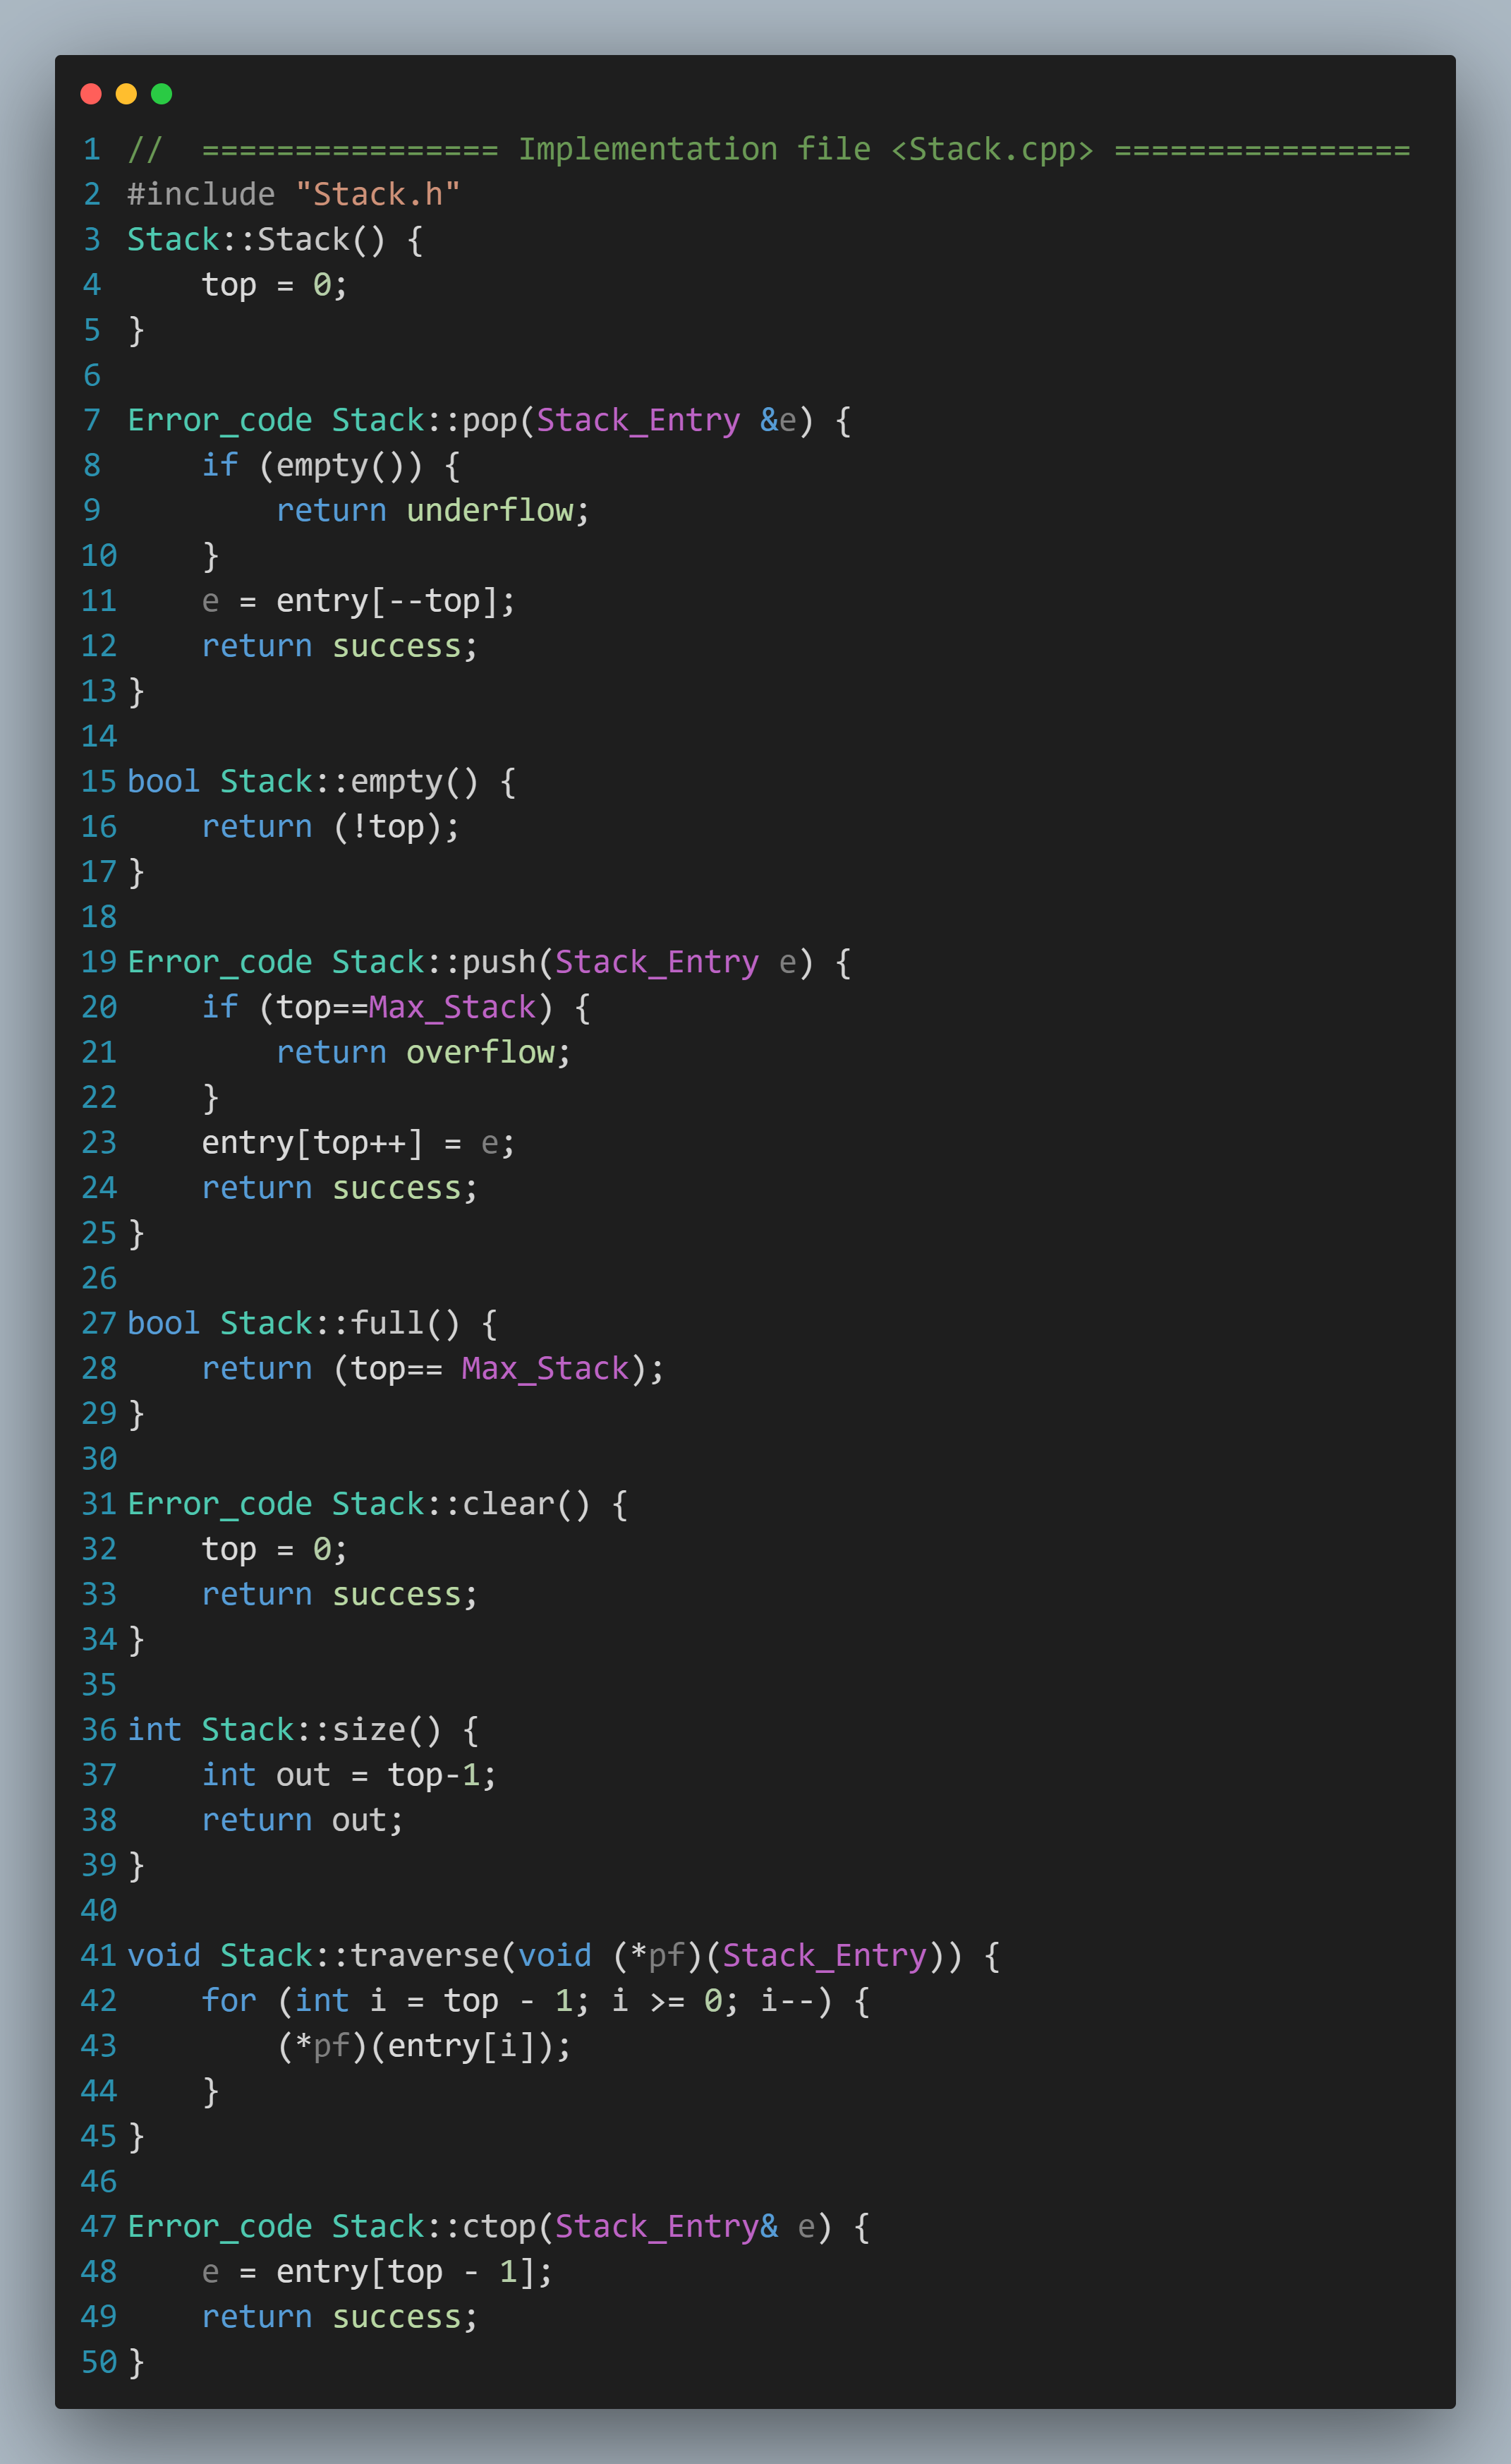 1 //  ================ Implementation file <Stack.cpp> ================
2 #include "Stack.h"
3 Stack::Stack() {
4     top = 0;
5 }
6
7 Error_code Stack::pop(Stack_Entry &e) {
8     if (empty()) {
9         return underflow;
10     }
11     e = entry[--top];
12     return success;
13 }
14
15 bool Stack::empty() {
16     return (!top);
17 }
18
19 Error_code Stack::push(Stack_Entry e) {
20     if (top==Max_Stack) {
21         return overflow;
22     }
23     entry[top++] = e;
24     return success;
25 }
26
27 bool Stack::full() {
28     return (top== Max_Stack);
29 }
30
31 Error_code Stack::clear() {
32     top = 0;
33     return success;
34 }
35
36 int Stack::size() {
37     int out = top-1;
38     return out;
39 }
40
41 void Stack::traverse(void (*pf)(Stack_Entry)) {
42     for (int i = top - 1; i >= 0; i--) {
43         (*pf)(entry[i]);
44     }
45 }
46
47 Error_code Stack::ctop(Stack_Entry& e) {
48     e = entry[top - 1];
49     return success;
50 }